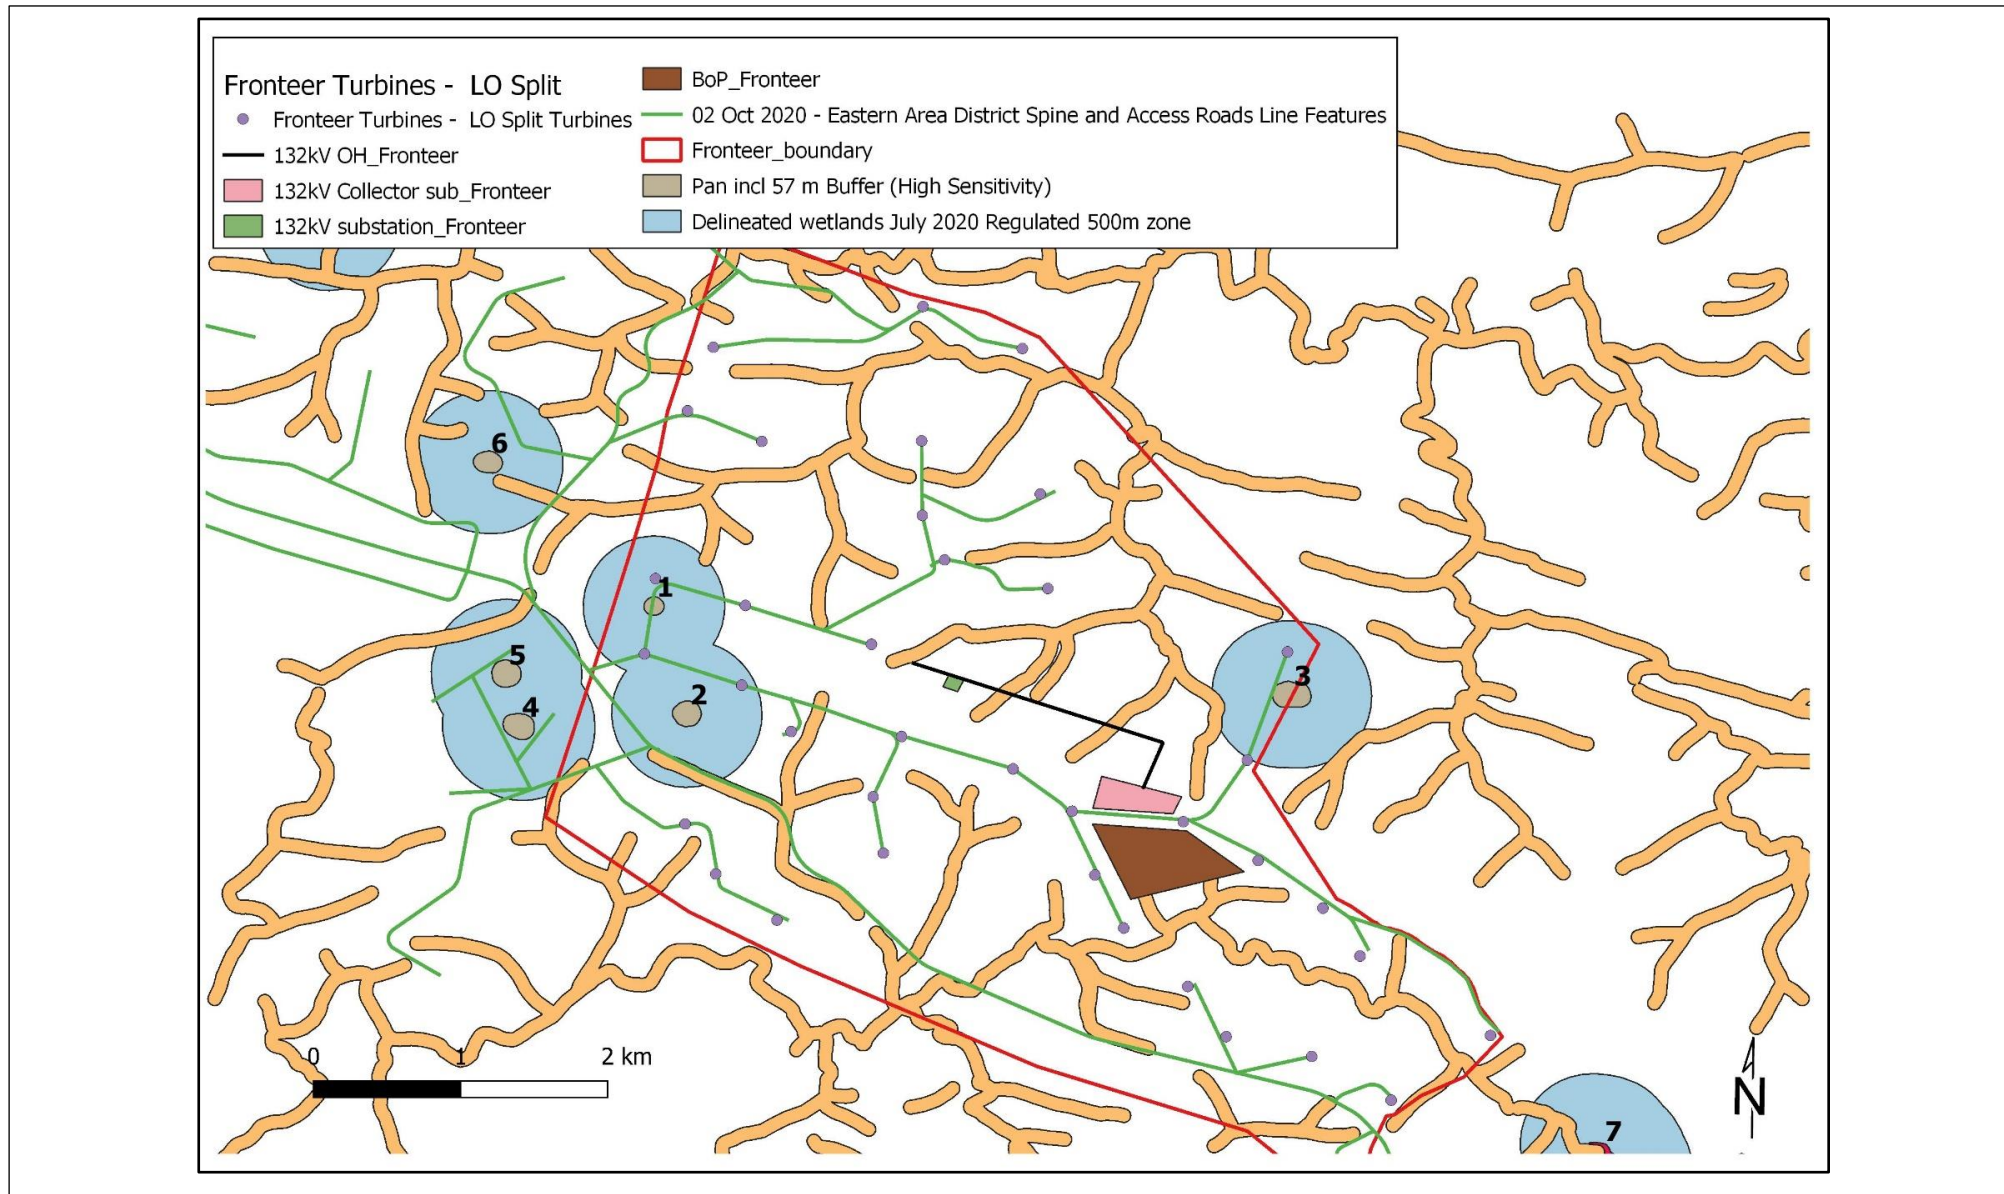 Fronteer Turbines - LO Split
Fronteer Turbines - LO Split Turbines
132kV OH_Fronteer
132kV Collector sub_Fronteer
132kV substation_Fronteer
BoP_Fronteer
02 Oct 2020 - Eastern Area District Spine and Access Roads Line Features
Fronteer_boundary
Pan incl 57 m Buffer (High Sensitivity)
Delineated wetlands July 2020 Regulated 500m zone
6
1
5
2
3
4
0 1 2 km
N
7